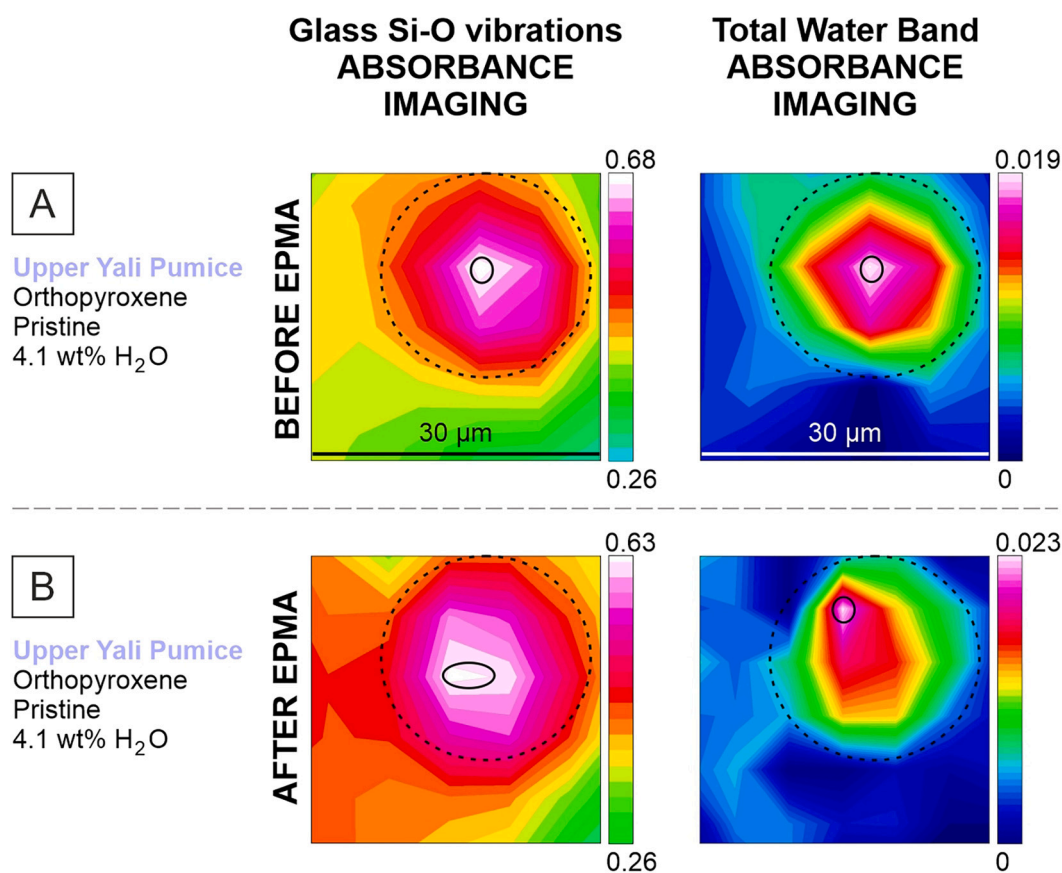 Glass Si-O vibrations
ABSORBANCE
IMAGING
Total Water Band
ABSORBANCE
IMAGING
A
Upper Yali Pumice
Orthopyroxene
Pristine
4.1 wt% H₂O
BEFORE EPMA
30 µm
0.68
0.26
30 µm
0.019
0
B
Upper Yali Pumice
Orthopyroxene
Pristine
4.1 wt% H₂O
AFTER EPMA
0.63
0.26
0.023
0